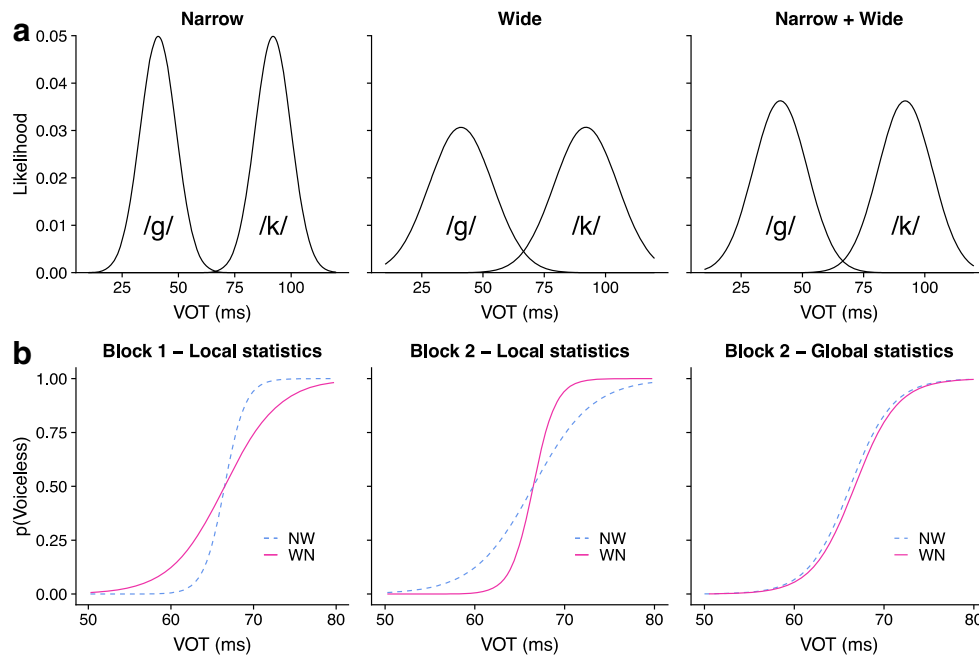 a
Narrow
Wide
Narrow + Wide
Likelihood
0.05
0.04
0.03
0.02
0.01
0.00
/g/
/k/
/g/
/k/
/g/
/k/
25
50
75
100
25
50
75
100
25
50
75
100
VOT (ms)
VOT (ms)
VOT (ms)
b
Block 1 – Local statistics
Block 2 – Local statistics
Block 2 – Global statistics
p(Voiceless)
1.00
0.75
0.50
0.25
0.00
NW
WN
NW
WN
NW
WN
50
60
70
80
50
60
70
80
50
60
70
80
VOT (ms)
VOT (ms)
VOT (ms)